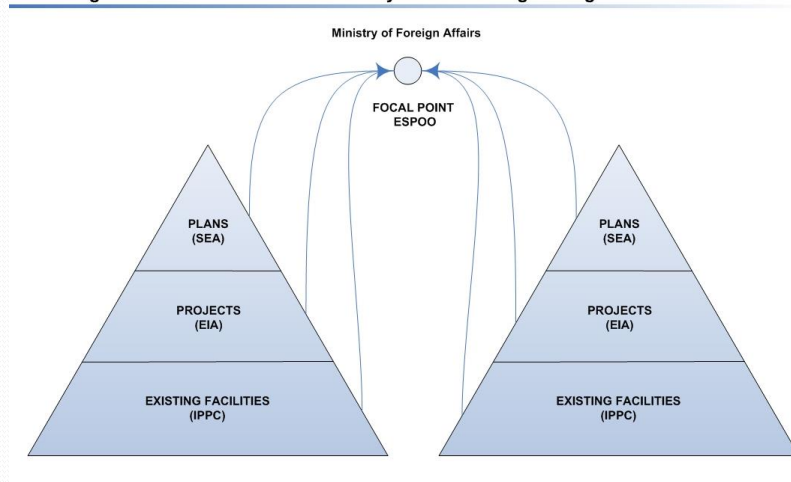 Ministry of Foreign Affairs
FOCAL POINT
ESPOO
PLANS
(SEA)
PROJECTS
(EIA)
EXISTING FACILITIES
(IPPC)
PLANS
(SEA)
PROJECTS
(EIA)
EXISTING FACILITIES
(IPPC)